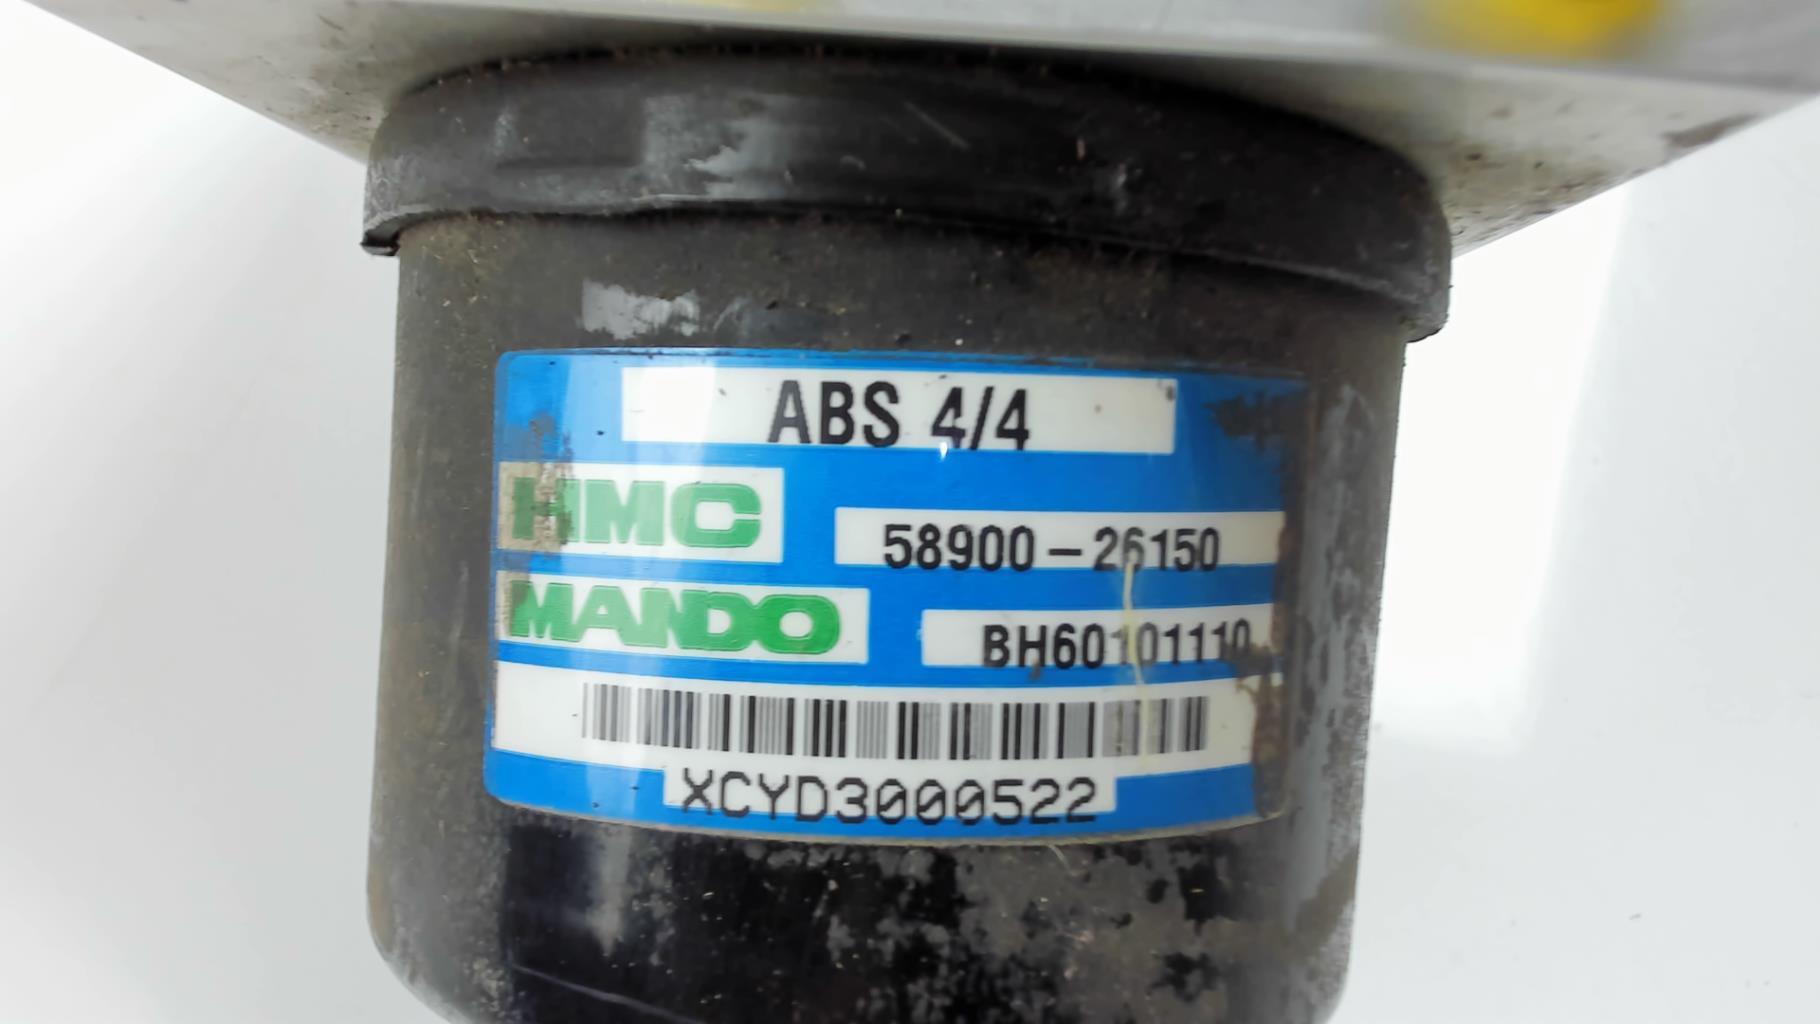 ABS 4/4
HMC 58900-26150
MANDO BH60101110
XCYD3000522